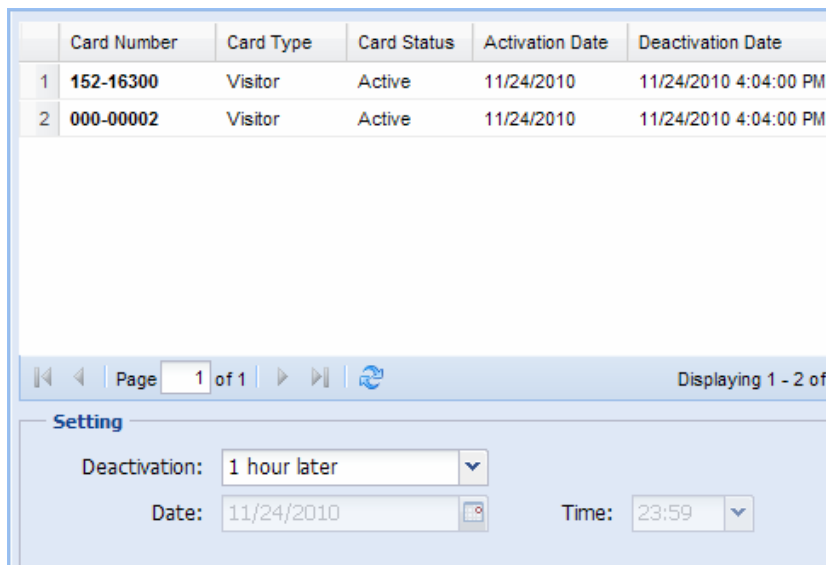 Card Number Card Type Card Status Activation Date Deactivation Date
1 152-16300 Visitor Active 11/24/2010 11/24/2010 4:04:00 PM
2 000-00002 Visitor Active 11/24/2010 11/24/2010 4:04:00 PM
Page 1 of 1 Displaying 1 - 2 of
Setting
Deactivation: 1 hour later
Date: 11/24/2010 Time: 23:59